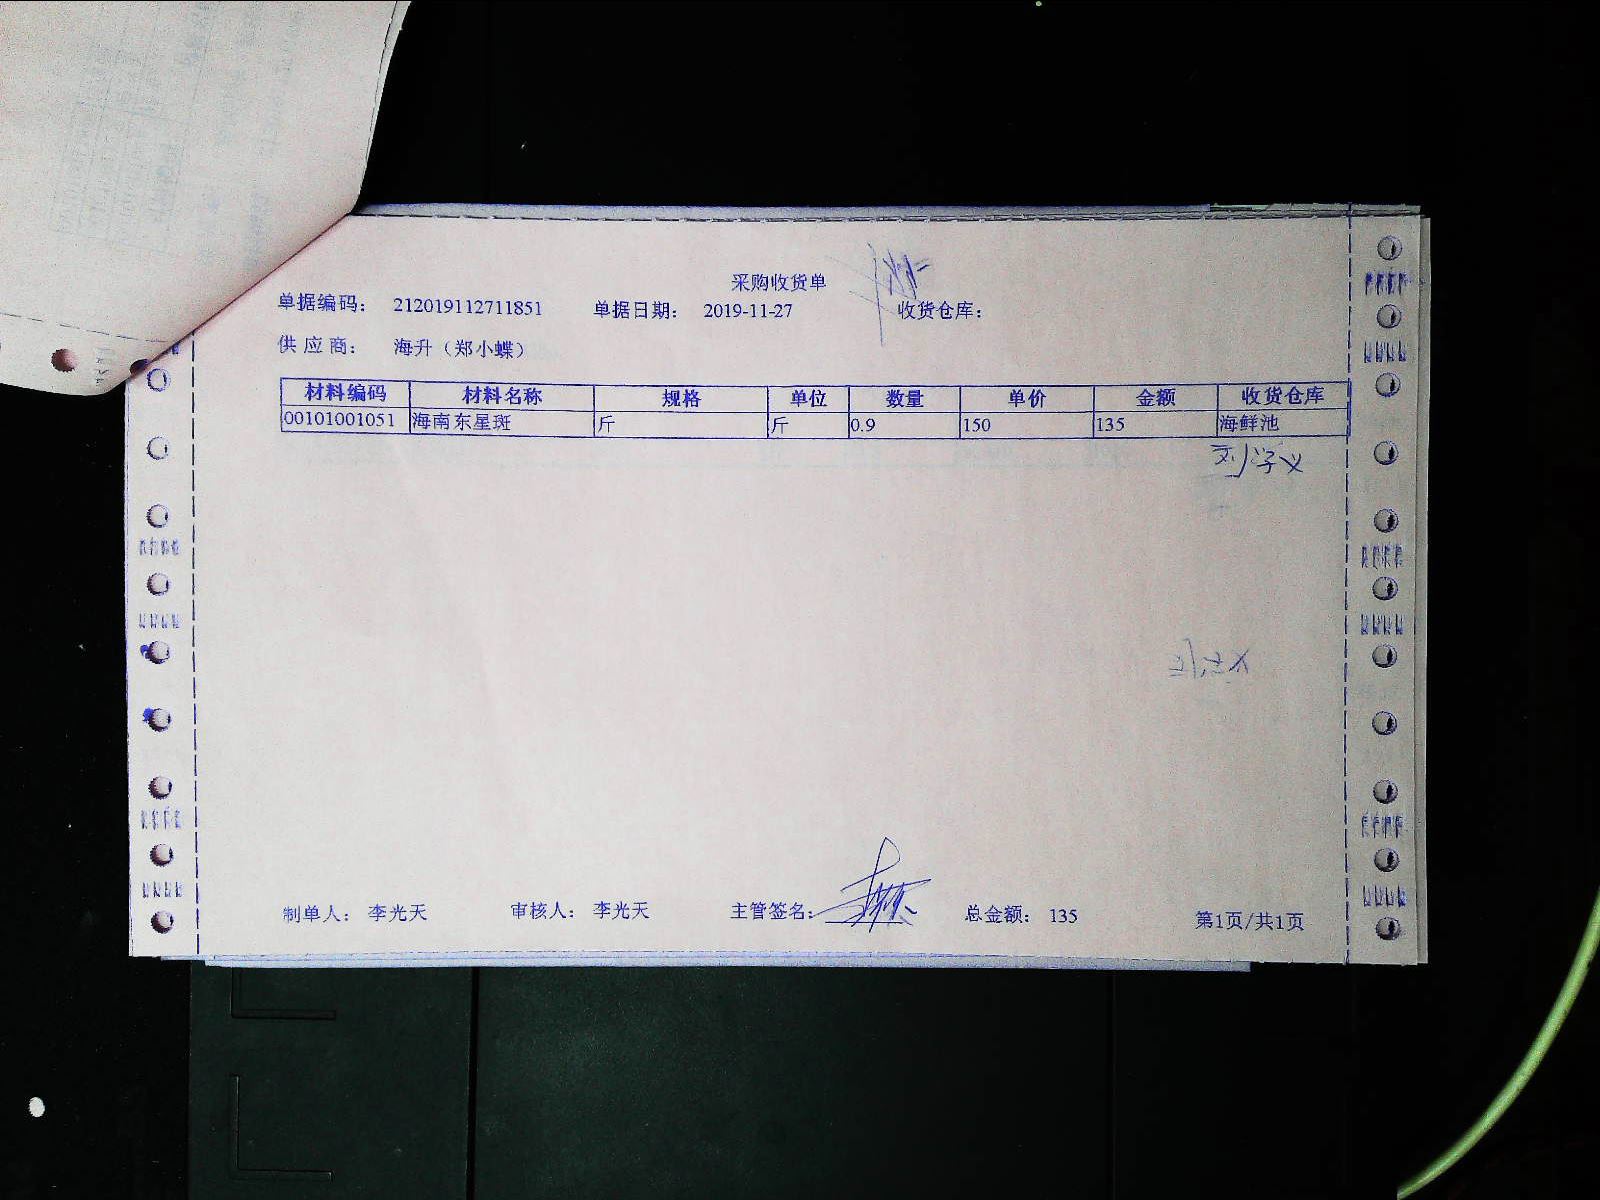 采购收货单
单据编码： 212019112711851 单据日期： 2019-11-27 收货仓库：
供应商： 海升（郑小蝶）
材料编码 材料名称 规格 单位 数量 单价 金额 收货仓库
00101001051 海南东星斑 斤 斤 0.9 150 135 海鲜池
制单人： 李光天 审核人： 李光天 主管签名： 总金额： 135 第1页/共1页